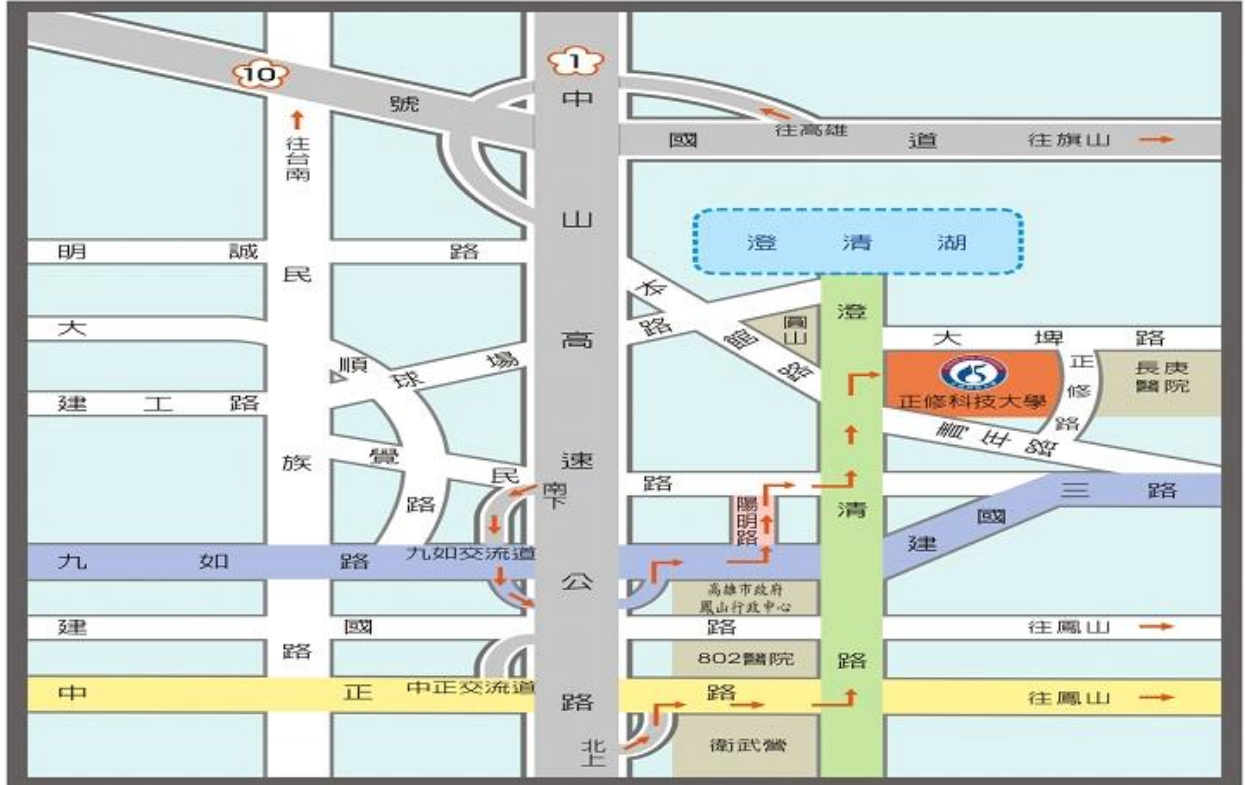 10
1
號
中山高速公路
國道
往高雄
往旗山
往台南
澄清湖
明誠路
民族路
本館路
圓山
澄清路
大埤路
大順路
球場路
正修科技大學
正修路
長庚
醫院
建工路
青年路
覺民路
南下
陽明路
建國三路
九如路
九如交流道
高雄市政府
鳳山行政中心
建國路
往鳳山
802醫院
中正路
中正交流道
往鳳山
北上
衛武營